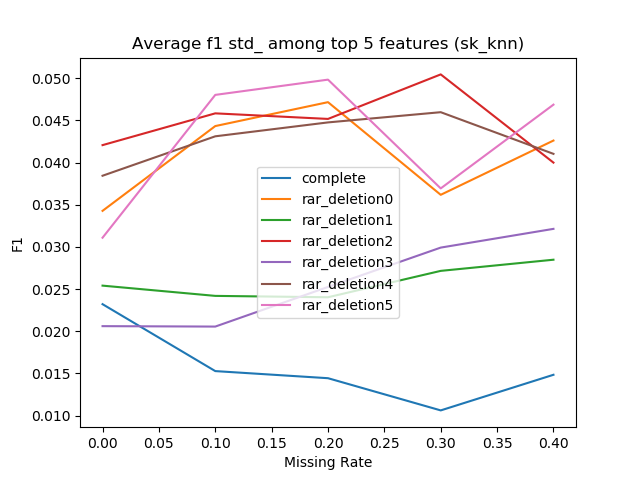 Average f1 std_ among top 5 features (sk_knn)
F1
0.050
0.045
0.040
0.035
0.030
0.025
0.020
0.015
0.010
complete
rar_deletion0
rar_deletion1
rar_deletion2
rar_deletion3
rar_deletion4
rar_deletion5
0.00 0.05 0.10 0.15 0.20 0.25 0.30 0.35 0.40
Missing Rate